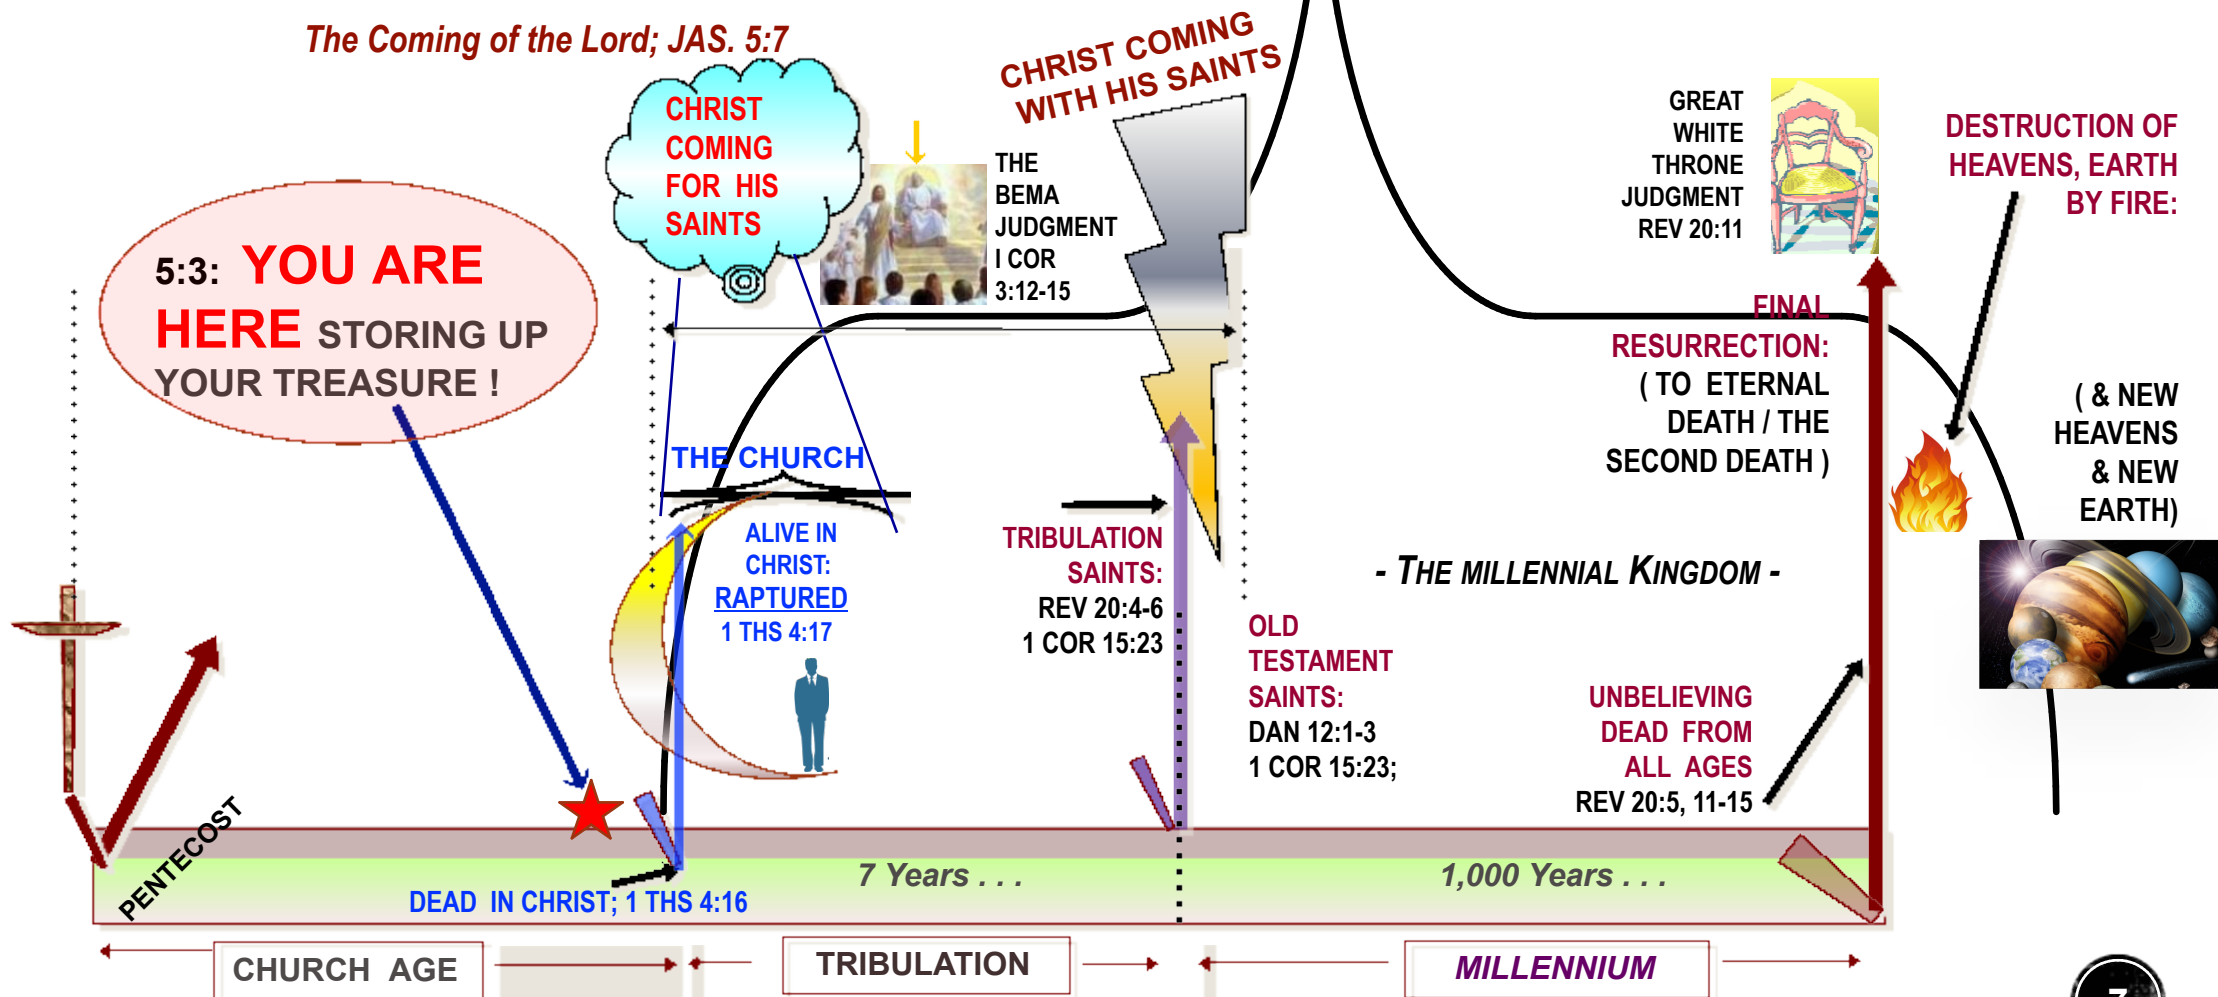 The Coming of the Lord; JAS. 5:7
CHRIST
COMING
FOR HIS
SAINTS
CHRIST COMING
WITH HIS SAINTS
THE
BEMA
JUDGMENT
I COR
3:12-15
GREAT
WHITE
THRONE
JUDGMENT
REV 20:11
DESTRUCTION OF
HEAVENS, EARTH
BY FIRE:
5:3: YOU ARE
HERE STORING UP
YOUR TREASURE !
FINAL
RESURRECTION:
( TO ETERNAL
DEATH / THE
SECOND DEATH )
( & NEW
HEAVENS
& NEW
EARTH)
THE CHURCH
ALIVE IN
CHRIST:
RAPTURED
1 THS 4:17
TRIBULATION
SAINTS:
REV 20:4-6
1 COR 15:23
- THE MILLENNIAL KINGDOM -
OLD
TESTAMENT
SAINTS:
DAN 12:1-3
1 COR 15:23;
UNBELIEVING
DEAD FROM
ALL AGES
REV 20:5, 11-15
PENTECOST
7 Years . . .
1,000 Years . . .
DEAD IN CHRIST; 1 THS 4:16
CHURCH AGE
TRIBULATION
MILLENNIUM